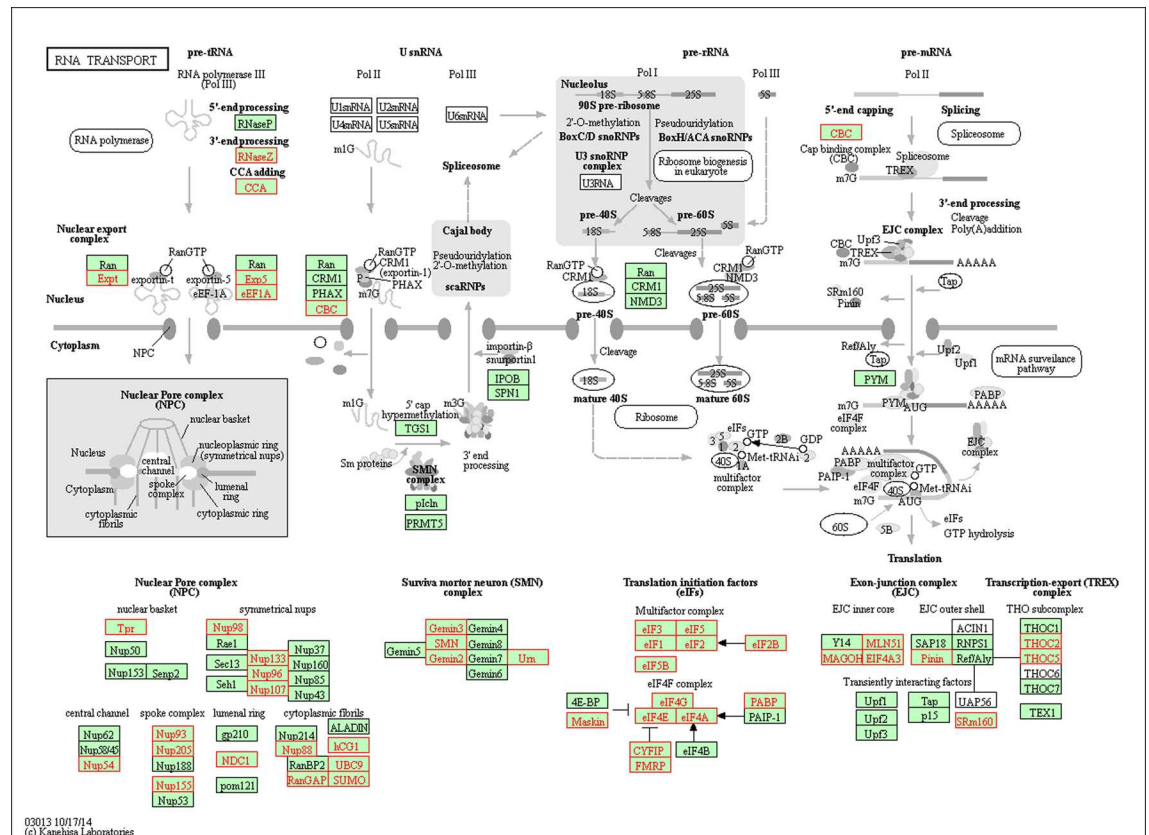 RNA TRANSPORT
pre-tRNA
RNA polymerase III
(Pol III)
5'-end processing
RNaseP
RNA polymerase
3'-end processing
RNaseZ
CCA adding
CCA
Nuclear export
complex
Ran
Expt
RanGTP
exportin-t
exportin-5
eEF-1A
Ran
Exp5
eEF1A
Nucleus
Cytoplasm
NPC
U snRNA
Pol II
Pol III
U1snRNA
U2snRNA
U4snRNA
U5snRNA
U6snRNA
m1G
Spliceosome
Cajal body
Pseudouridylation
2'-O-methylation
scaRNPs
Ran
CRM1
PHAX
CBC
RanGTP
CRM1
(exportin-1)
P
PHAX
m7G
importin-β
snurportin1
IPOB
SPN1
m1G
5' cap
hypermethylation
TGS1
m3G
3' end
processing
Sm proteins
SMN
complex
pIcln
PRMT5
pre-rRNA
Pol I
Pol III
Nucleolus
18S
5.8S
25S
5S
90S pre-ribosome
2'-O-methylation
BoxC/D snoRNPs
Pseudouridylation
BoxH/ACA snoRNPs
U3 snoRNP
complex
U3RNA
Ribosome biogenesis
in eukaryote
Cleavages
pre-40S
pre-60S
18S
5.8S
25S
5S
Cleavages
RanGTP
CRM1
18S
Ran
CRM1
NMD3
RanGTP
CRM1
NMD3
25S
5.8S
5S
pre-40S
pre-60S
Cleavage
18S
25S
5.8S
5S
mature 40S
mature 60S
Ribosome
eIFs
GTP
GDP
2B
3
5
1
2
2
40S
1A
Met-tRNAi
multifactor
complex
pre-mRNA
Pol II
5'-end capping
Splicing
CBC
Cap binding complex
(CBC)
m7G
Spliceosome
Spliceosome
TREX
3'-end processing
Cleavage
Poly(A)addition
EJC complex
CBC
Upf3
TREX
m7G
AAAAA
SRm160
Pinin
Tap
Ref/Aly
Tap
Upf2
Upf1
mRNA surveilance
pathway
PYM
PYM
AUG
PABP
m7G
AAAAA
eIF4F
complex
AAAAA
PABP
PAIP-1
multifactor
complex
GTP
EJC
complex
eIF4F
40S
Met-tRNAi
m7G
AUG
60S
5B
eIFs
GTP hydrolysis
Translation
Nuclear Pore complex
(NPC)
nuclear basket
Nucleus
nucleoplasmic ring
(symmetrical nups)
central
channel
spoke
complex
lumenal
ring
Cytoplasm
cytoplasmic
fibrils
cytoplasmic ring
Nuclear Pore complex
(NPC)
nuclear basket
Tpr
Nup50
Nup153
Senp2
symmetrical nups
Nup98
Rae1
Sec13
Seh1
Nup133
Nup96
Nup107
Nup37
Nup160
Nup85
Nup43
central channel
Nup62
Nup58/45
Nup54
spoke complex
Nup93
Nup205
Nup188
Nup155
Nup53
lumenal ring
gp210
NDC1
pom121
cytoplasmic fibrils
Nup214
Nup88
RanBP2
RanGAP
ALADIN
hCG1
UBC9
SUMO
Surviva mortor neuron (SMN)
complex
Gemin5
Gemin3
SMN
Gemin2
Gemin4
Gemin8
Gemin7
Gemin6
Urn
Translation initiation factors
(eIFs)
Multifactor complex
eIF3
eIF5
eIF1
eIF2
eIF2B
eIF5B
eIF4F complex
4E-BP
Maskin
eIF4G
eIF4E
eIF4A
PABP
PAIP-1
CYFIP
FMRP
eIF4B
Exon-junction complex
(EJC)
EJC inner core
EJC outer shell
Y14
MLN51
MAGOH
EIF4A3
ACIN1
SAP18
RNPS1
Pinin
Ref/Aly
Transiently interacting factors
Upf1
Upf2
Upf3
Tap
p15
UAP56
SRm160
Transcription-export (TREX)
complex
THO subcomplex
THOC1
THOC2
THOC5
THOC6
THOC7
TEX1
03013 10/17/14
(c) Kanehisa Laboratories